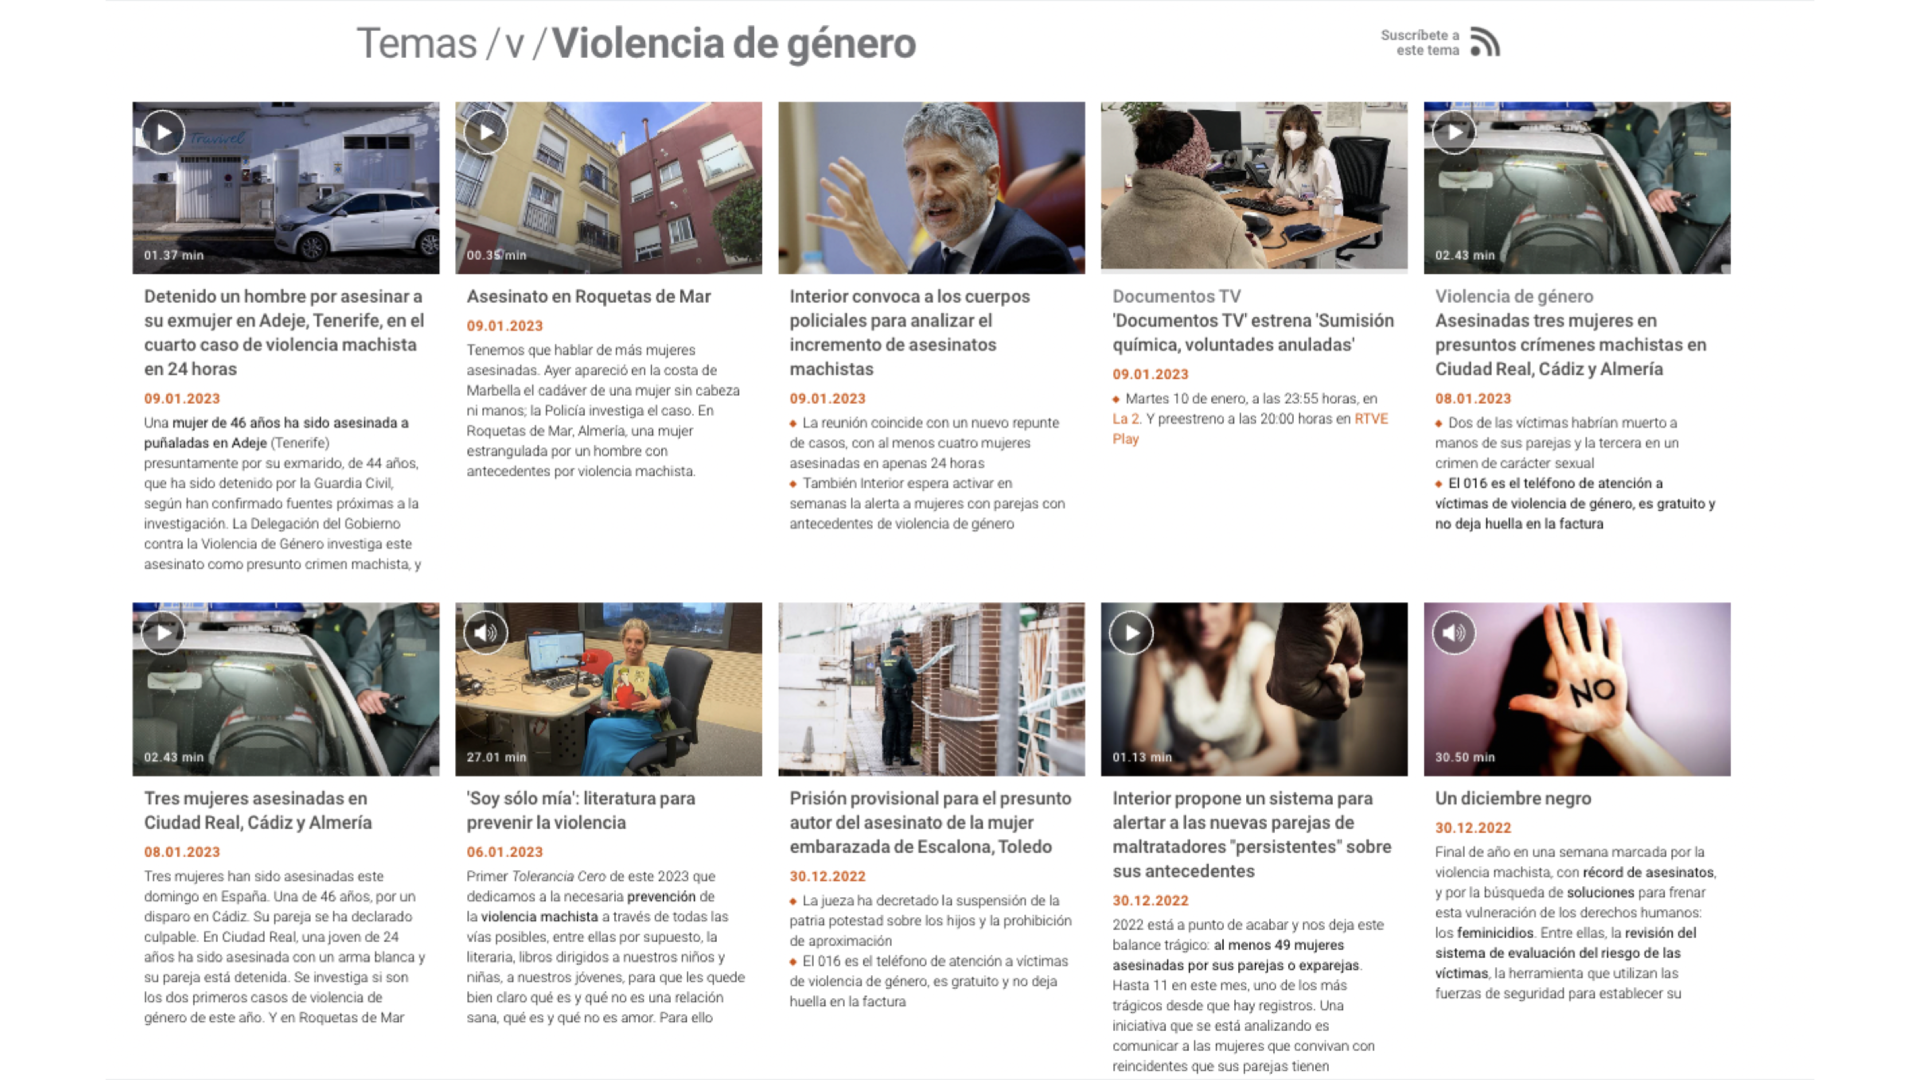 Temas / v / Violencia de género
Suscríbete a
este tema
Travvel
01.37 min
Detenido un hombre por asesinar a
su exmujer en Adeje, Tenerife, en el
cuarto caso de violencia machista
en 24 horas
09.01.2023
Una mujer de 46 años ha sido asesinada a
puñaladas en Adeje (Tenerife)
presuntamente por su exmarido, de 44 años,
que ha sido detenido por la Guardia Civil,
según han confirmado fuentes próximas a la
investigación. La Delegación del Gobierno
contra la Violencia de Género investiga este
asesinato como presunto crimen machista, y
00.35 min
Asesinato en Roquetas de Mar
09.01.2023
Tenemos que hablar de más mujeres
asesinadas. Ayer apareció en la costa de
Marbella el cadáver de una mujer sin cabeza
ni manos; la Policía investiga el caso. En
Roquetas de Mar, Almería, una mujer
estrangulada por un hombre con
antecedentes por violencia machista.
Interior convoca a los cuerpos
policiales para analizar el
incremento de asesinatos
machistas
09.01.2023
La reunión coincide con un nuevo repunte
de casos, con al menos cuatro mujeres
asesinadas en apenas 24 horas
También Interior espera activar en
semanas la alerta a mujeres con parejas con
antecedentes de violencia de género
Documentos TV
'Documentos TV' estrena 'Sumisión
química, voluntades anuladas'
09.01.2023
Martes 10 de enero, a las 23:55 horas, en
La 2. Y preestreno a las 20:00 horas en RTVE
Play
02.43 min
Violencia de género
Asesinadas tres mujeres en
presuntos crímenes machistas en
Ciudad Real, Cádiz y Almería
08.01.2023
Dos de las víctimas habrían muerto a
manos de sus parejas y la tercera en un
crimen de carácter sexual
El 016 es el teléfono de atención a
víctimas de violencia de género, es gratuito y
no deja huella en la factura
02.43 min
Tres mujeres asesinadas en
Ciudad Real, Cádiz y Almería
08.01.2023
Tres mujeres han sido asesinadas este
domingo en España. Una de 46 años, por un
disparo en Cádiz. Su pareja se ha declarado
culpable. En Ciudad Real, una joven de 24
años ha sido asesinada con un arma blanca y
su pareja está detenida. Se investiga si son
los dos primeros casos de violencia de
género de este año. Y en Roquetas de Mar
27.01 min
'Soy sólo mía': literatura para
prevenir la violencia
06.01.2023
Primer Tolerancia Cero de este 2023 que
dedicamos a la necesaria prevención de
la violencia machista a través de todas las
vías posibles, entre ellas por supuesto, la
literaria, libros dirigidos a nuestros niños y
niñas, a nuestros jóvenes, para que les quede
bien claro qué es y qué no es una relación
sana, qué es y qué no es amor. Para ello
Prisión provisional para el presunto
autor del asesinato de la mujer
embarazada de Escalona, Toledo
30.12.2022
La jueza ha decretado la suspensión de la
patria potestad sobre los hijos y la prohibición
de aproximación
El 016 es el teléfono de atención a víctimas
de violencia de género, es gratuito y no deja
huella en la factura
01.13 min
Interior propone un sistema para
alertar a las nuevas parejas de
maltratadores "persistentes" sobre
sus antecedentes
30.12.2022
2022 está a punto de acabar y nos deja este
balance trágico: al menos 49 mujeres
asesinadas por sus parejas o exparejas.
Hasta 11 en este mes, uno de los más
trágicos desde que hay registros. Una
iniciativa que se está analizando es
comunicar a las mujeres que convivan con
reincidentes que sus parejas tienen
NO
30.50 min
Un diciembre negro
30.12.2022
Final de año en una semana marcada por la
violencia machista, con récord de asesinatos,
y por la búsqueda de soluciones para frenar
esta vulneración de los derechos humanos:
los feminicidios. Entre ellas, la revisión del
sistema de evaluación del riesgo de las
víctimas, la herramienta que utilizan las
fuerzas de seguridad para establecer su